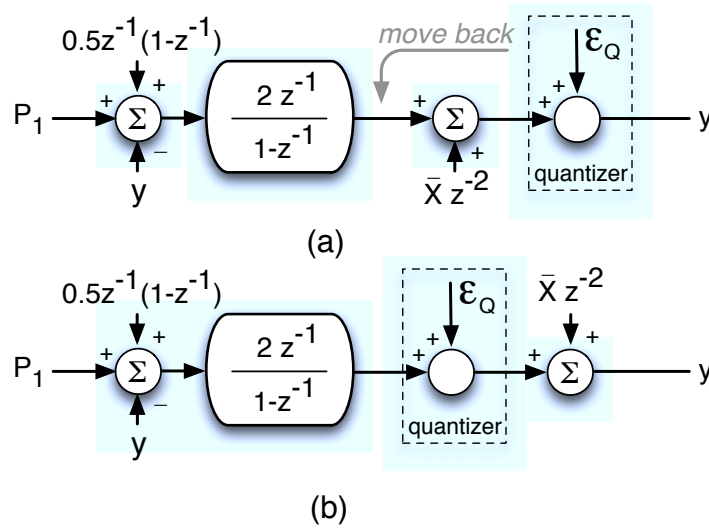 0.5z⁻¹(1-z⁻¹)
move back
ε_Q
P₁ + + Σ − 2 z⁻¹ + Σ + + + y
1-z⁻¹
y X̄ z⁻² quantizer
(a)
0.5z⁻¹(1-z⁻¹) ε_Q X̄ z⁻²
P₁ + + Σ − 2 z⁻¹ + + + + Σ y
1-z⁻¹
y quantizer
(b)